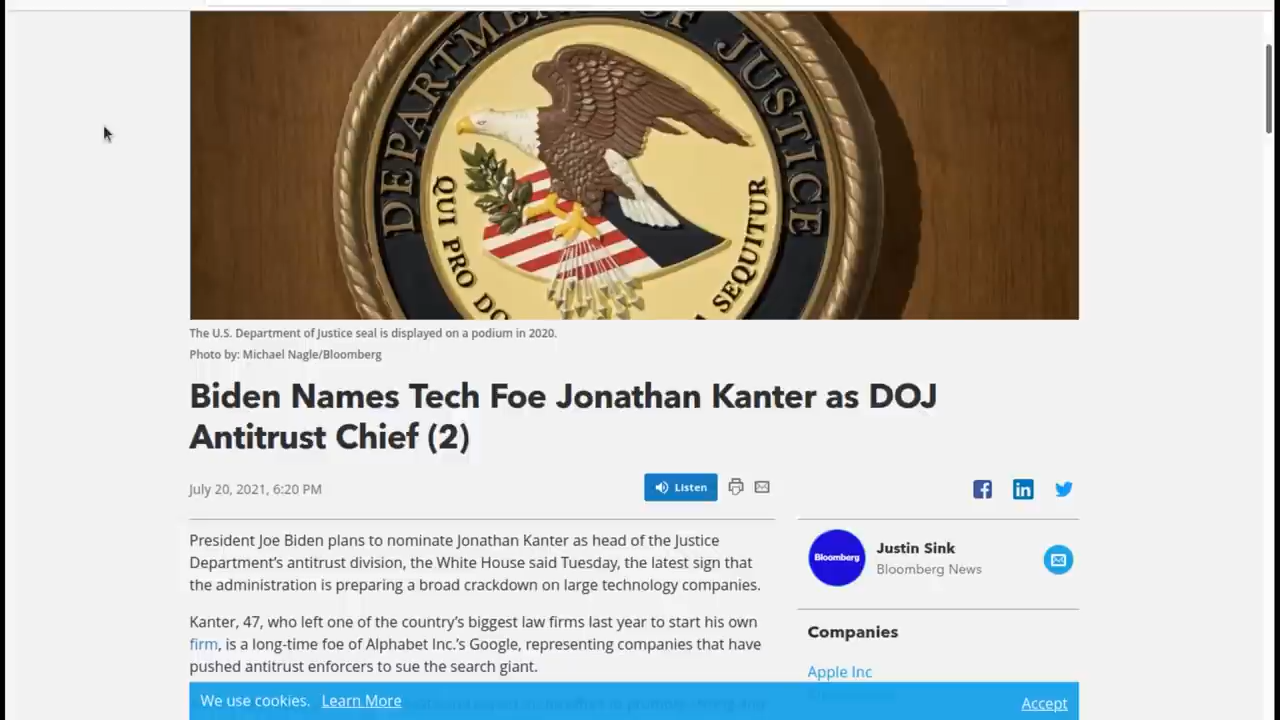 DEPARTMENT OF JUSTICE
QUI PRO DO
A SEQUITUR
The U.S. Department of Justice seal is displayed on a podium in 2020.
Photo by: Michael Nagle/Bloomberg
Biden Names Tech Foe Jonathan Kanter as DOJ
Antitrust Chief (2)
July 20, 2021, 6:20 PM
Listen
President Joe Biden plans to nominate Jonathan Kanter as head of the Justice
Department's antitrust division, the White House said Tuesday, the latest sign that
the administration is preparing a broad crackdown on large technology companies.
Kanter, 47, who left one of the country's biggest law firms last year to start his own
firm, is a long-time foe of Alphabet Inc.'s Google, representing companies that have
pushed antitrust enforcers to sue the search giant.
Bloomberg
Justin Sink
Bloomberg News
Companies
Apple Inc
We use cookies. Learn More
Accept